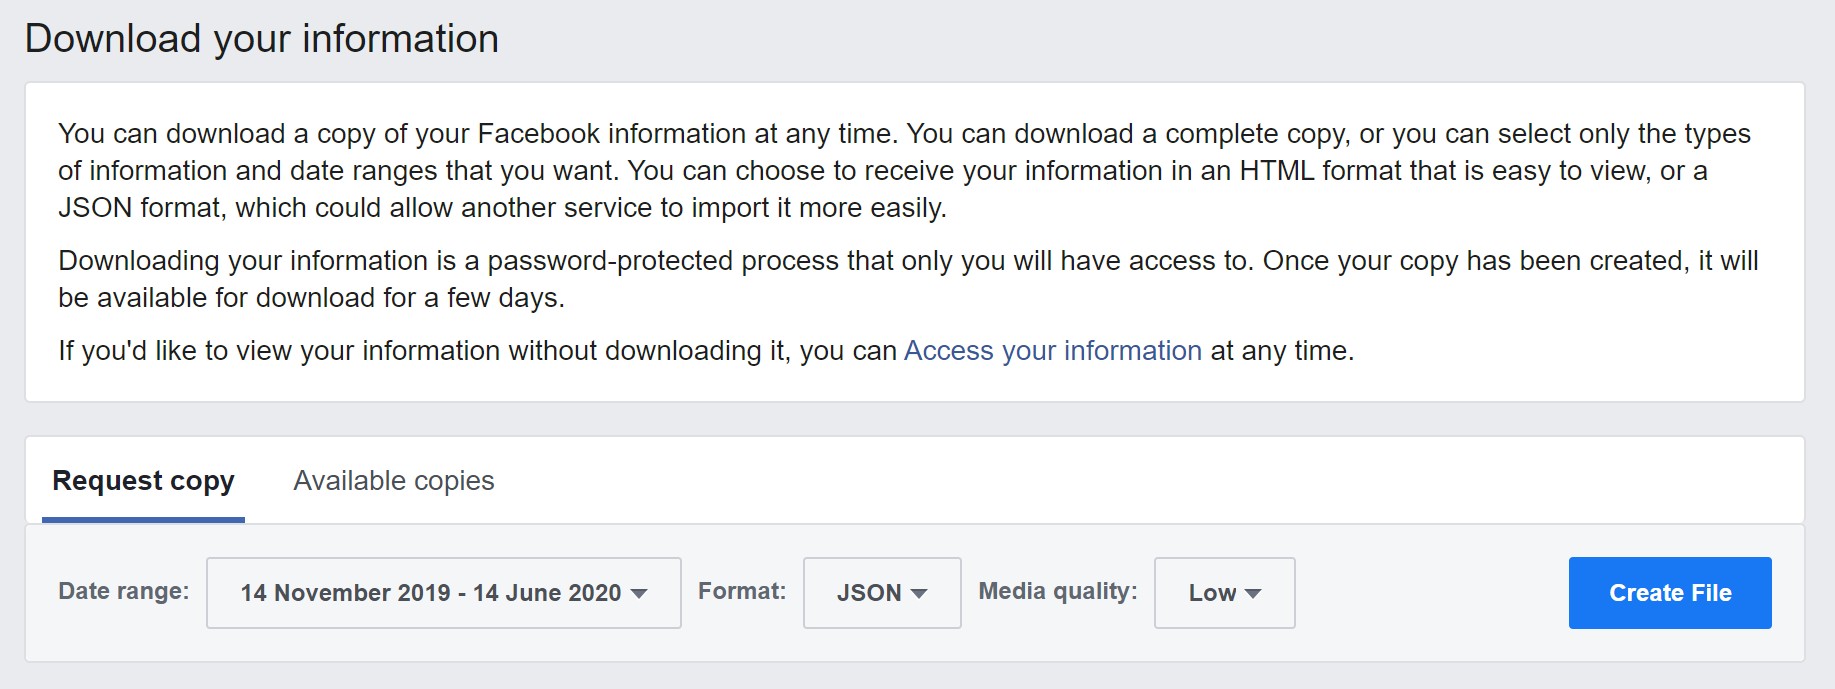 Download your information
You can download a copy of your Facebook information at any time. You can download a complete copy, or you can select only the types
of information and date ranges that you want. You can choose to receive your information in an HTML format that is easy to view, or a
JSON format, which could allow another service to import it more easily.
Downloading your information is a password-protected process that only you will have access to. Once your copy has been created, it will
be available for download for a few days.
If you'd like to view your information without downloading it, you can Access your information at any time.
Request copy Available copies
Date range: 14 November 2019 - 14 June 2020 Format: JSON Media quality: Low Create File